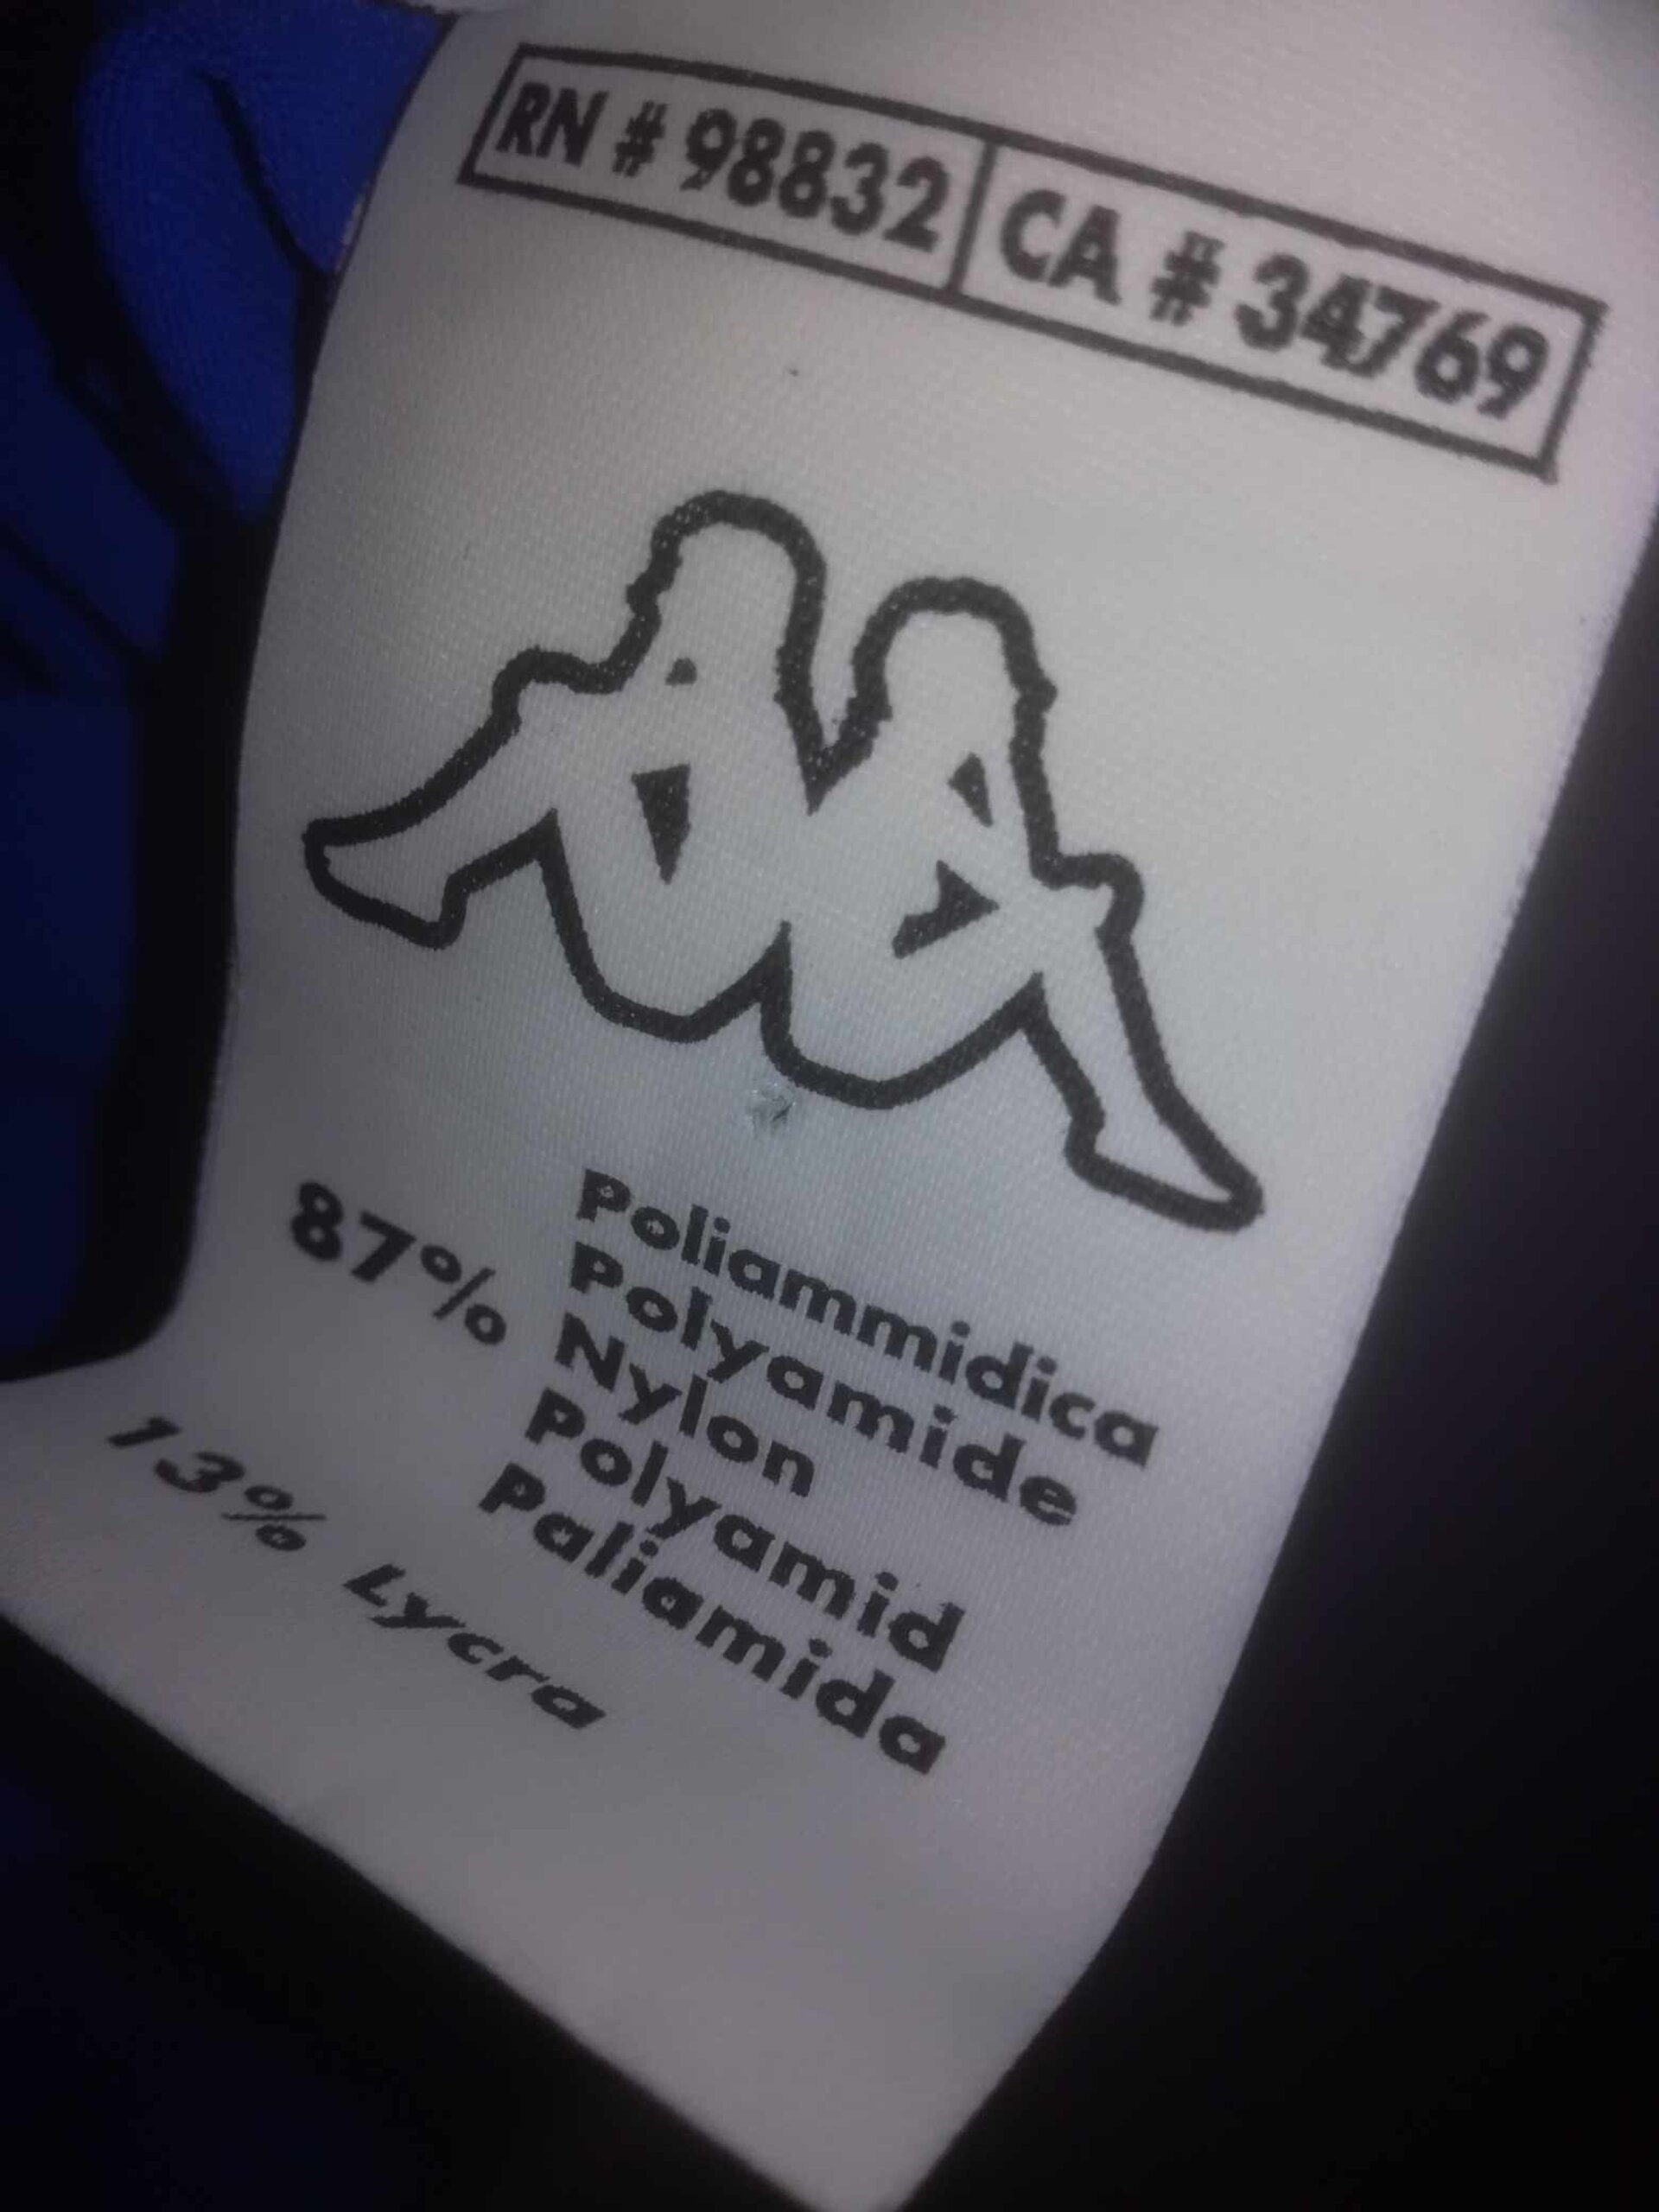 RN # 98832 CA # 34769
Poliammidica
Polyamide
87% Nylon
Polyamid
Paliamida
13% Lycra